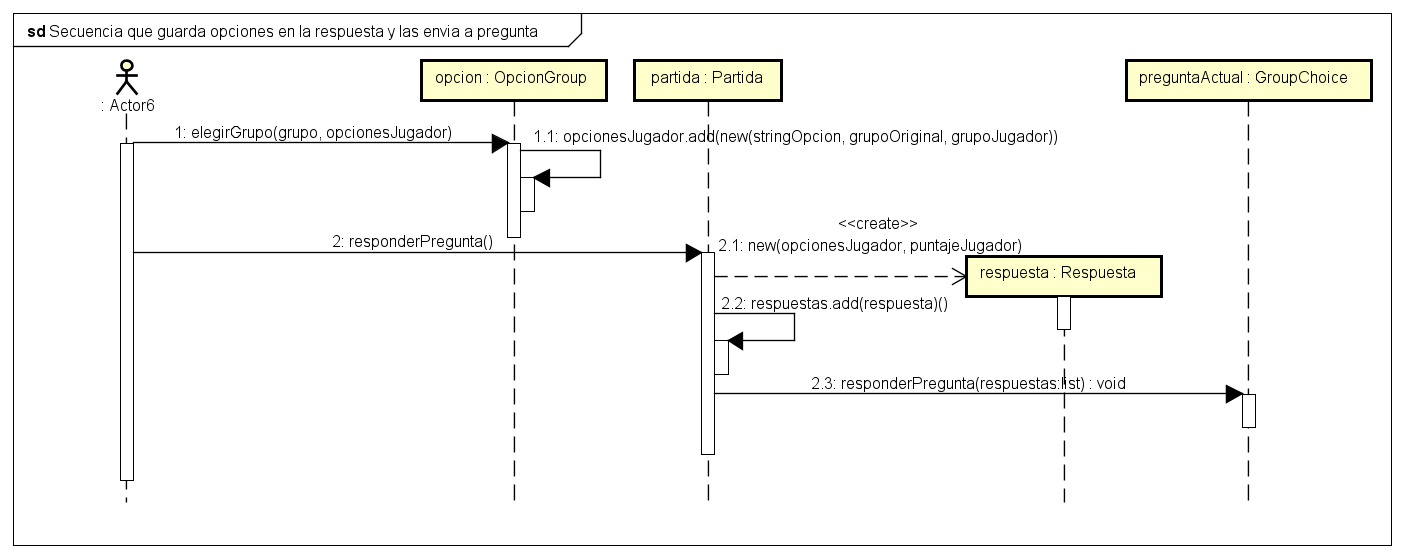 sd Secuencia que guarda opciones en la respuesta y las envia a pregunta
: Actor6
opcion : OpcionGroup
partida : Partida
preguntaActual : GroupChoice
1: elegirGrupo(grupo, opcionesJugador)
1.1: opcionesJugador.add(new(stringOpcion, grupoOriginal, grupoJugador))
2: responderPregunta()
<<create>>
2.1: new(opcionesJugador, puntajeJugador)
respuesta : Respuesta
2.2: respuestas.add(respuesta)()
2.3: responderPregunta(respuestas:list) : void